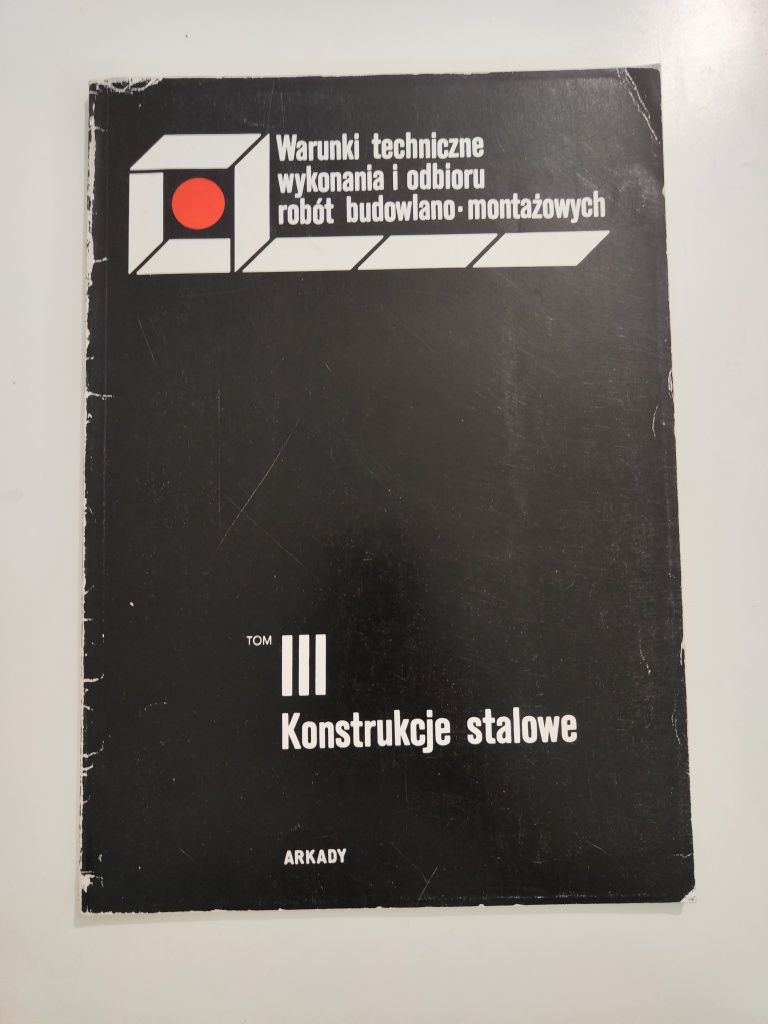 Warunki techniczne
wykonania i odbioru
robót budowlano-montażowych
TOM III
Konstrukcje stalowe
ARKADY